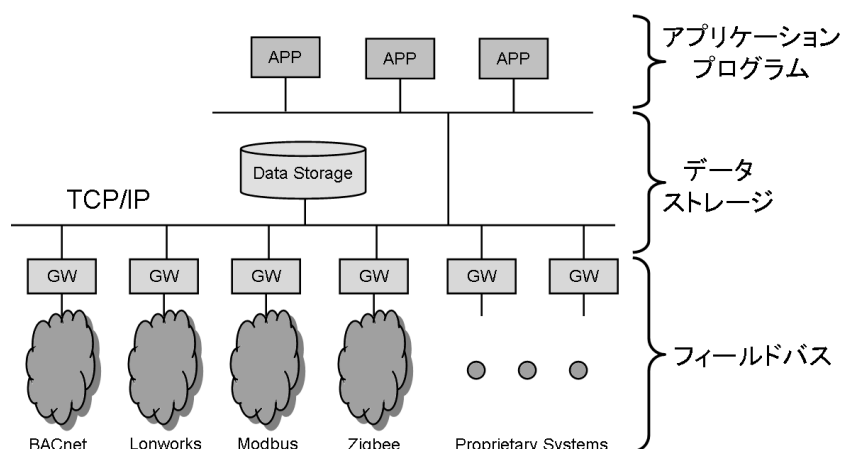 APP APP APP
アプリケーション
プログラム
Data Storage
データ
ストレージ
TCP/IP
GW GW GW GW GW GW
フィールドバス
BACnet Lonworks Modbus Zigbee Proprietary Systems